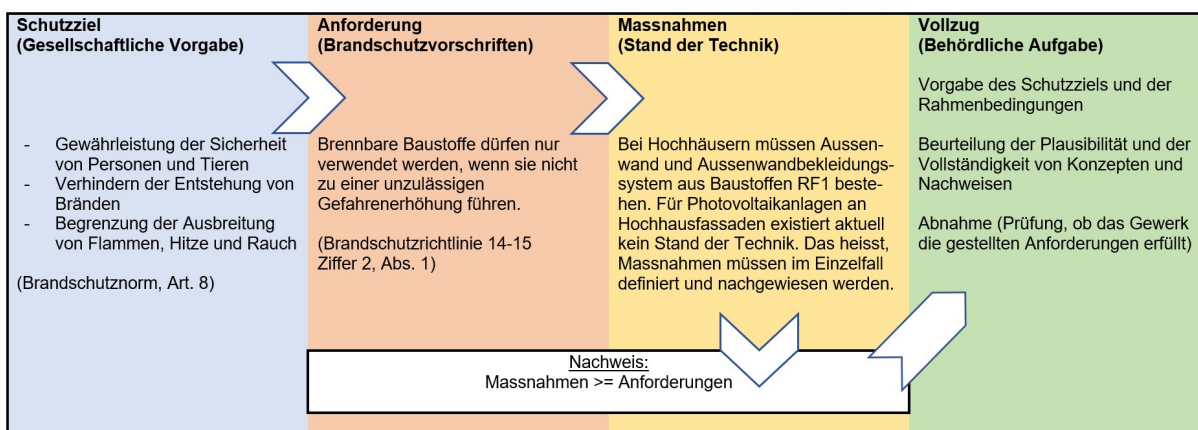 Schutzziel
(Gesellschaftliche Vorgabe)
- Gewährleistung der Sicherheit
von Personen und Tieren
- Verhindern der Entstehung von
Bränden
- Begrenzung der Ausbreitung
von Flammen, Hitze und Rauch
(Brandschutznorm, Art. 8)
Anforderung
(Brandschutzvorschriften)
Brennbare Baustoffe dürfen nur
verwendet werden, wenn sie nicht
zu einer unzulässigen
Gefahrenerhöhung führen.
(Brandschutzrichtlinie 14-15
Ziffer 2, Abs. 1)
Massnahmen
(Stand der Technik)
Bei Hochhäusern müssen Aussen-
wand und Aussenwandbekleidungs-
system aus Baustoffen RF1 beste-
hen. Für Photovoltaikanlagen an
Hochhausfassaden existiert aktuell
kein Stand der Technik. Das heisst,
Massnahmen müssen im Einzelfall
definiert und nachgewiesen werden.
Nachweis:
Massnahmen >= Anforderungen
Vollzug
(Behördliche Aufgabe)
Vorgabe des Schutzziels und der
Rahmenbedingungen
Beurteilung der Plausibilität und der
Vollständigkeit von Konzepten und
Nachweisen
Abnahme (Prüfung, ob das Gewerk
die gestellten Anforderungen erfüllt)